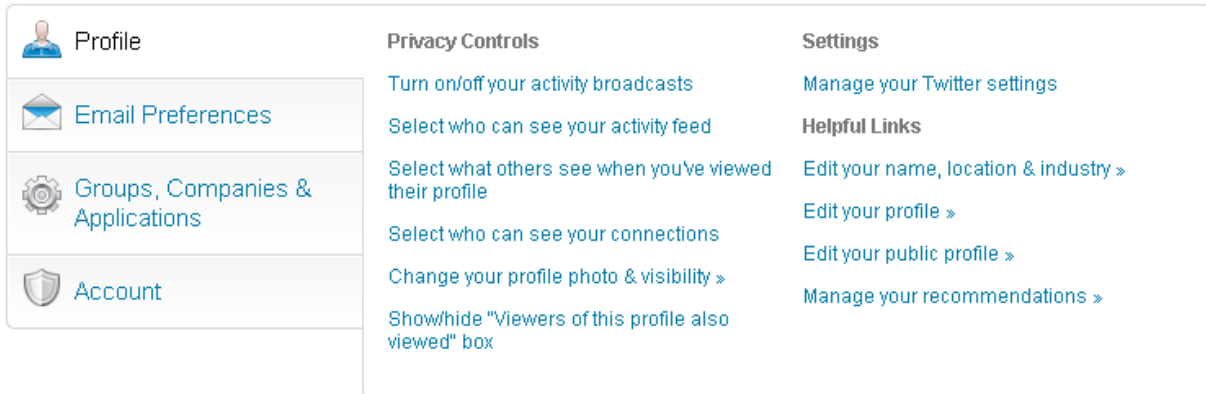 Profile
Email Preferences
Groups, Companies &
Applications
Account
Privacy Controls
Turn on/off your activity broadcasts
Select who can see your activity feed
Select what others see when you've viewed
their profile
Select who can see your connections
Change your profile photo & visibility »
Show/hide "Viewers of this profile also
viewed" box
Settings
Manage your Twitter settings
Helpful Links
Edit your name, location & industry »
Edit your profile »
Edit your public profile »
Manage your recommendations »